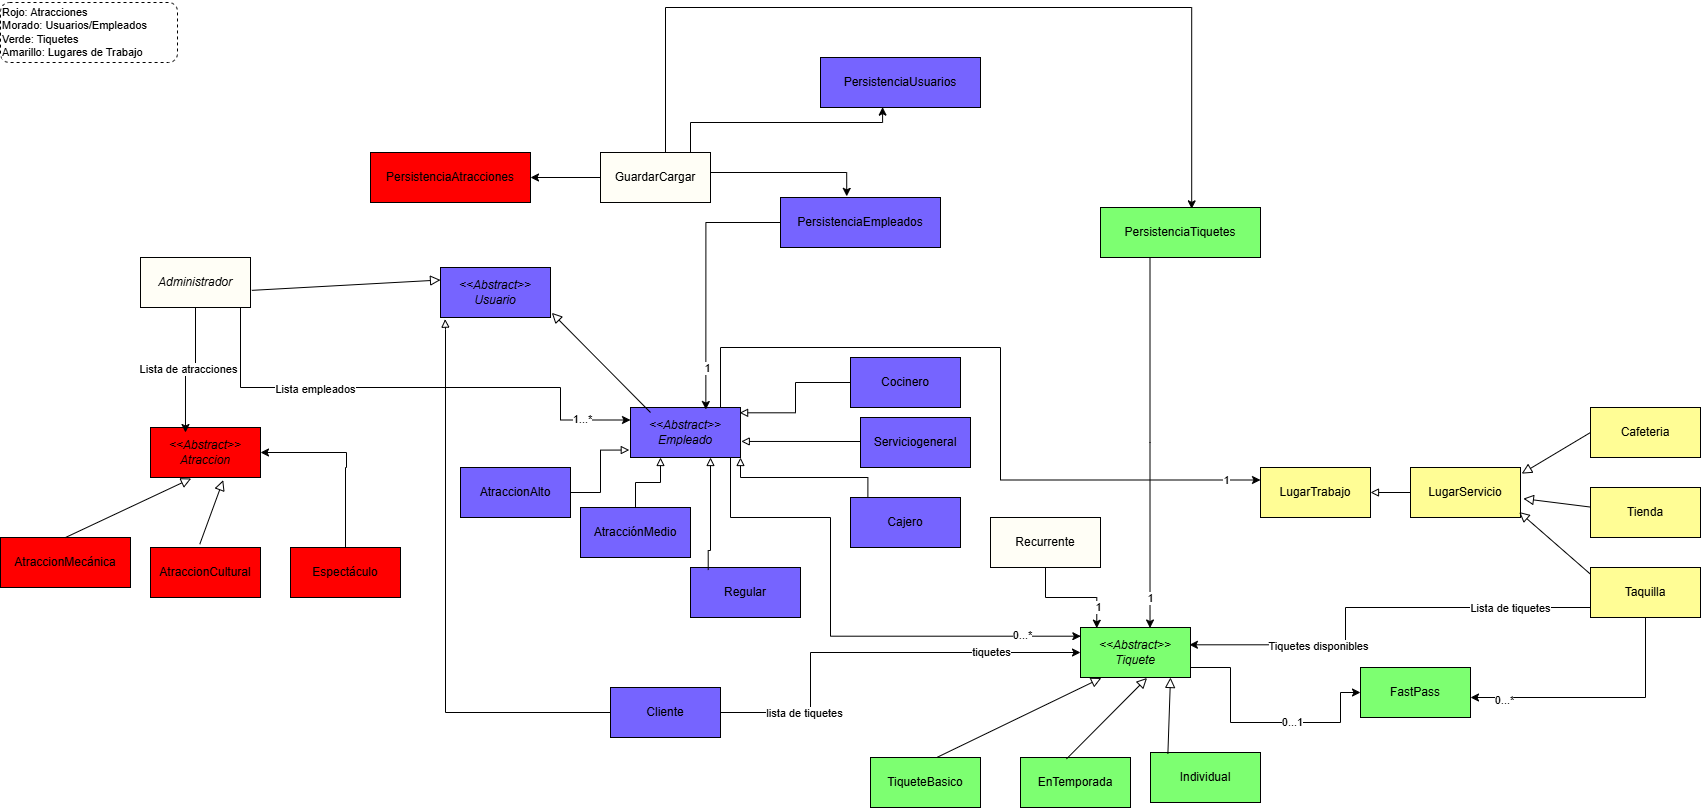 Rojo: Atracciones
Morado: Usuarios/Empleados
Verde: Tiquetes
Amarillo: Lugares de Trabajo
PersistenciaUsuarios
PersistenciaAtracciones
GuardarCargar
PersistenciaEmpleados
PersistenciaTiquetes
Administrador
<<Abstract>>
Usuario
Lista de atracciones
1
Lista empleados
Cocinero
1...*
<<Abstract>>
Empleado
Serviciogeneral
<<Abstract>>
Atraccion
Cafeteria
AtraccionAlto
1
LugarTrabajo
LugarServicio
Tienda
AtracciónMedio
Cajero
Recurrente
AtraccionMecánica
AtraccionCultural
Espectáculo
Regular
Taquilla
1
1
Lista de tiquetes
0...*
<<Abstract>>
Tiquete
Tiquetes disponibles
tiquetes
FastPass
0...*
Cliente
lista de tiquetes
0...1
TiqueteBasico
EnTemporada
Individual